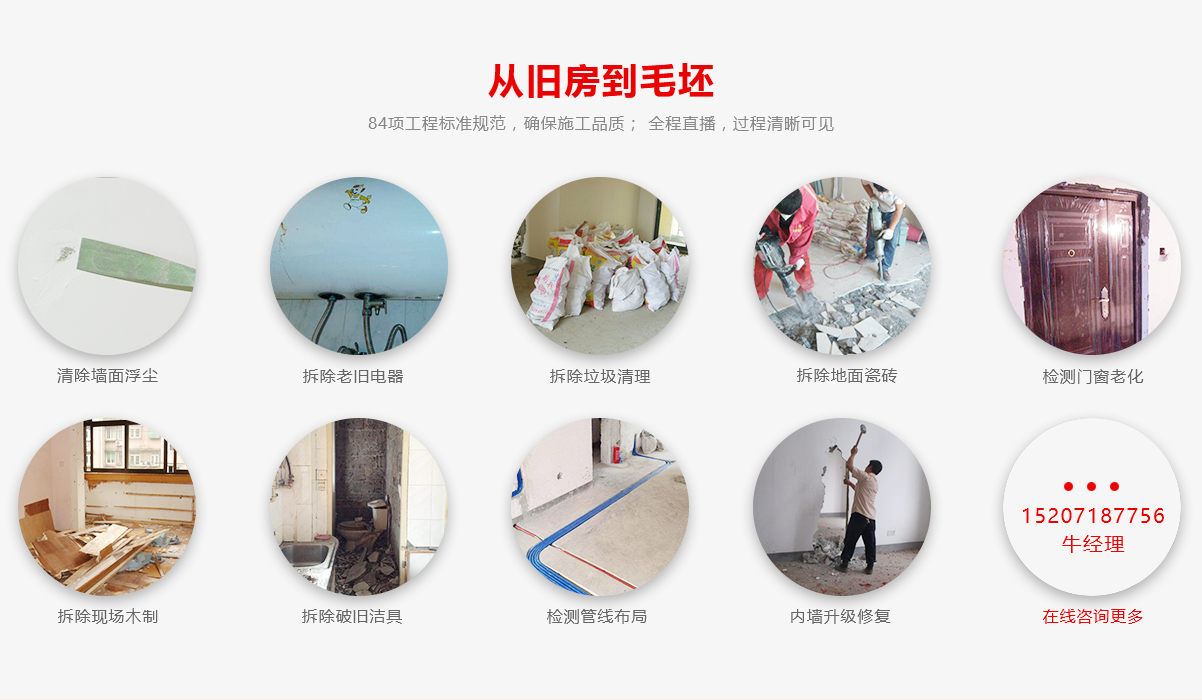 从旧房到毛坯
84项工程标准规范，确保施工品质； 全程直播，过程清晰可见
清除墙面浮尘
拆除老旧电器
拆除垃圾清理
拆除地面瓷砖
检测门窗老化
15207187756
牛经理
拆除现场木制
拆除破旧洁具
检测管线布局
内墙升级修复
在线咨询更多